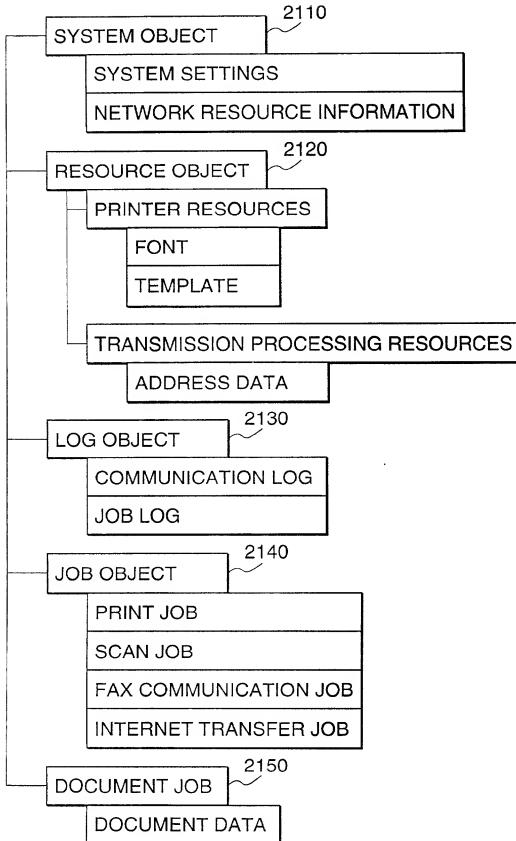 2110
SYSTEM OBJECT
SYSTEM SETTINGS
NETWORK RESOURCE INFORMATION
2120
RESOURCE OBJECT
PRINTER RESOURCES
FONT
TEMPLATE
TRANSMISSION PROCESSING RESOURCES
ADDRESS DATA
2130
LOG OBJECT
COMMUNICATION LOG
JOB LOG
2140
JOB OBJECT
PRINT JOB
SCAN JOB
FAX COMMUNICATION JOB
INTERNET TRANSFER JOB
2150
DOCUMENT JOB
DOCUMENT DATA